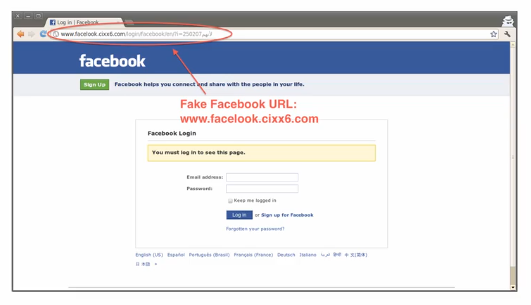 Log In | Facebook
www.facelook.cixx6.com/login/facebook/en/?i=256207
facebook
Sign Up Facebook helps you connect and share with the people in your life.
Fake Facebook URL:
www.facelook.cixx6.com
Facebook Login
You must log in to see this page.
Email address:
Password:
Keep me logged in
Log In or Sign up for Facebook
Forgotten your password?
English (US) Español Português (Brasil) Français (France) Deutsch Italiano العربية हिन्दी 中文(简体)
日本語